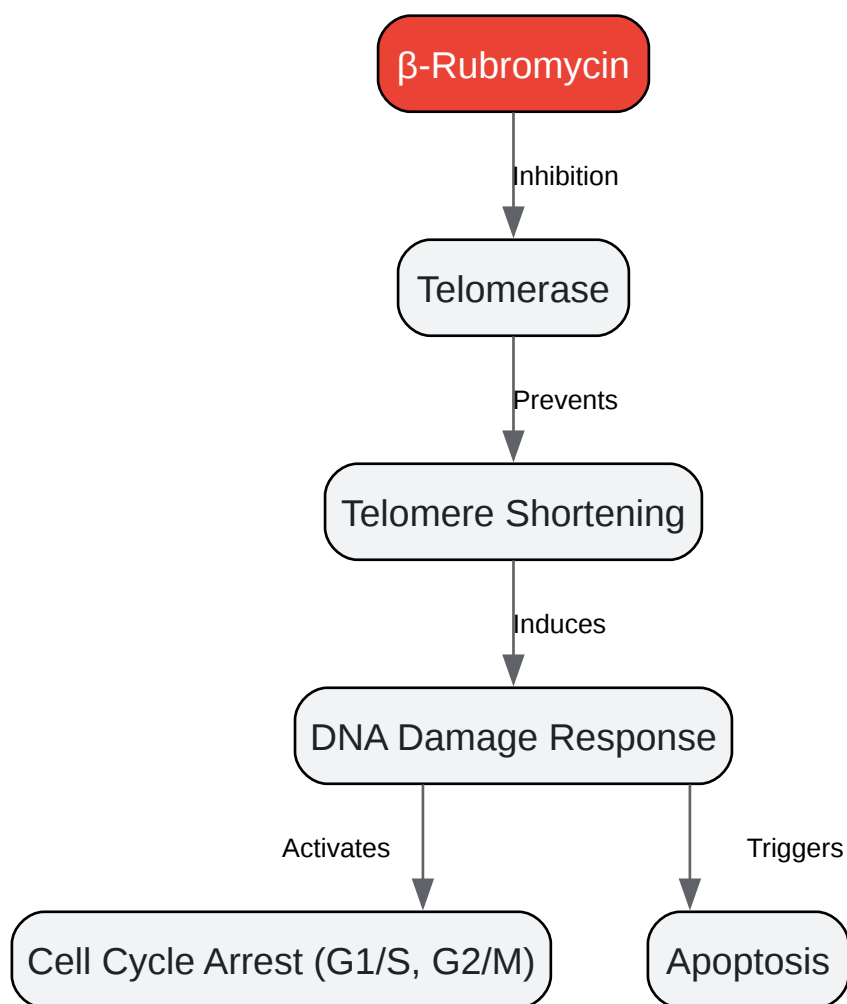 β-Rubromycin
Inhibition
Telomerase
Prevents
Telomere Shortening
Induces
DNA Damage Response
Activates
Triggers
Cell Cycle Arrest (G1/S, G2/M)
Apoptosis